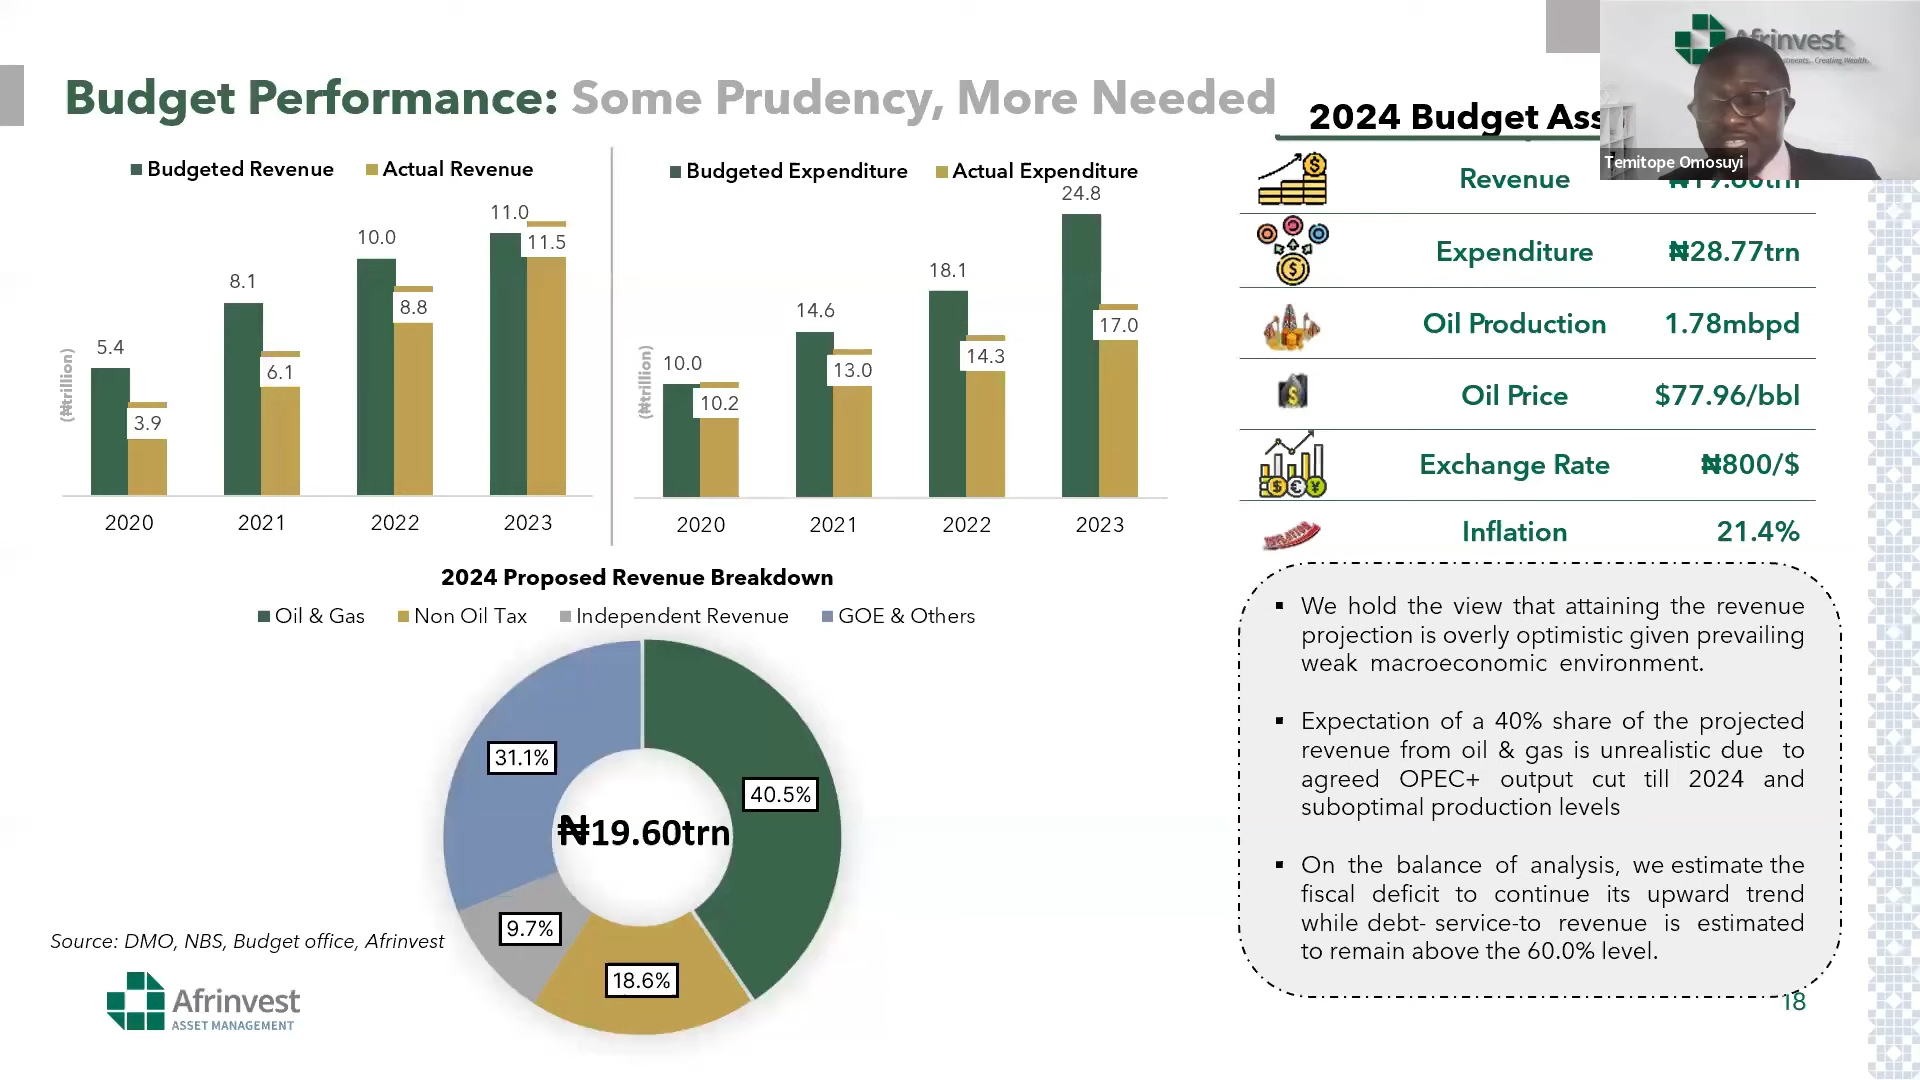 Budget Performance: Some Prudency, More Needed
Afrinvest
Creating Wealth.
Temitope Omosuyi
Budgeted Revenue Actual Revenue
(₦trillion)
5.4
3.9
8.1
6.1
10.0
8.8
11.0
11.5
2020 2021 2022 2023
Budgeted Expenditure Actual Expenditure
(₦trillion)
10.0
10.2
14.6
13.0
18.1
14.3
24.8
17.0
2020 2021 2022 2023
2024 Budget
Revenue ₦19.60trn
Expenditure ₦28.77trn
Oil Production 1.78mbpd
Oil Price $77.96/bbl
Exchange Rate ₦800/$
INFLATION
Inflation 21.4%
2024 Proposed Revenue Breakdown
Oil & Gas Non Oil Tax Independent Revenue GOE & Others
31.1%
40.5%
₦19.60trn
9.7%
18.6%
▪ We hold the view that attaining the revenue
projection is overly optimistic given prevailing
weak macroeconomic environment.
▪ Expectation of a 40% share of the projected
revenue from oil & gas is unrealistic due to
agreed OPEC+ output cut till 2024 and
suboptimal production levels
▪ On the balance of analysis, we estimate the
fiscal deficit to continue its upward trend
while debt- service-to revenue is estimated
to remain above the 60.0% level.
Source: DMO, NBS, Budget office, Afrinvest
Afrinvest
ASSET MANAGEMENT
18